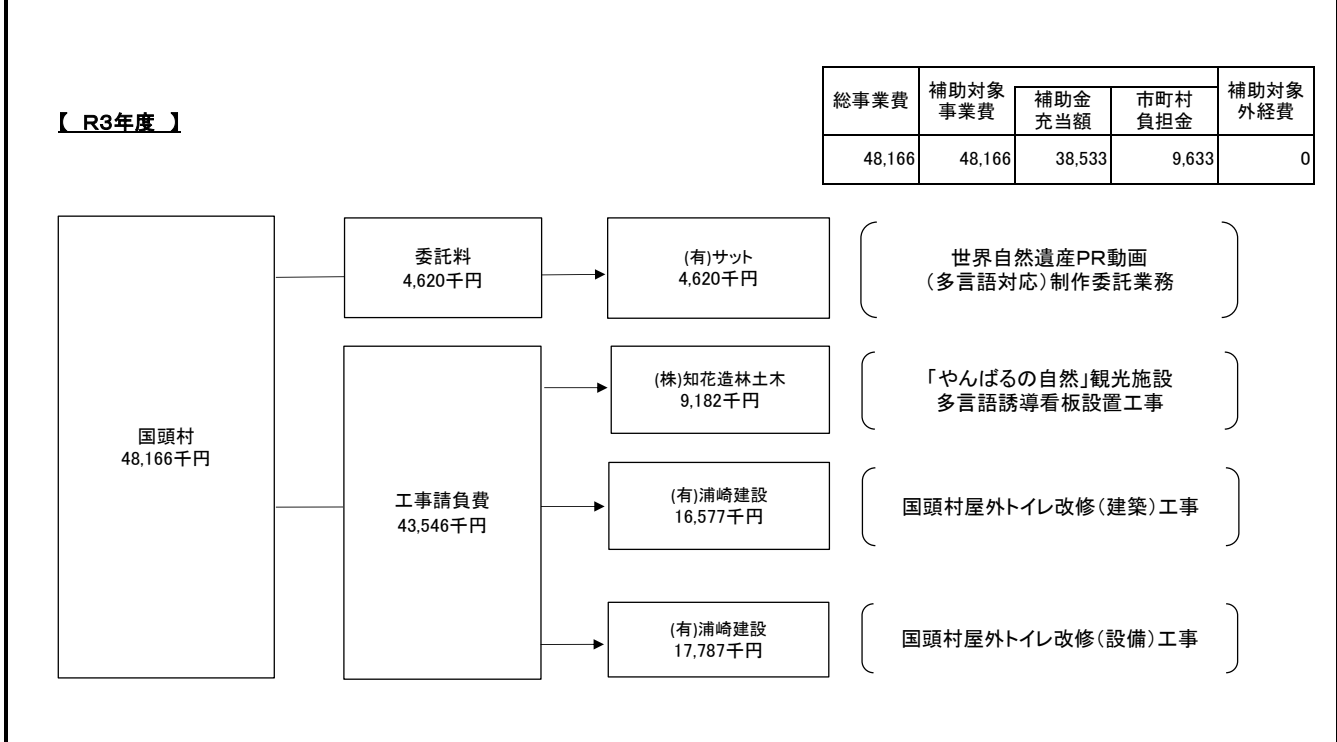 【 R3年度 】
総事業費
補助対象
事業費
補助金
充当額
市町村
負担金
補助対象
外経費
48,166
48,166
38,533
9,633
0
国頭村
48,166千円
委託料
4,620千円
(有)サット
4,620千円
世界自然遺産PR動画
(多言語対応)制作委託業務
工事請負費
43,546千円
(株)知花造林土木
9,182千円
「やんばるの自然」観光施設
多言語誘導看板設置工事
(有)浦崎建設
16,577千円
国頭村屋外トイレ改修(建築)工事
(有)浦崎建設
17,787千円
国頭村屋外トイレ改修(設備)工事